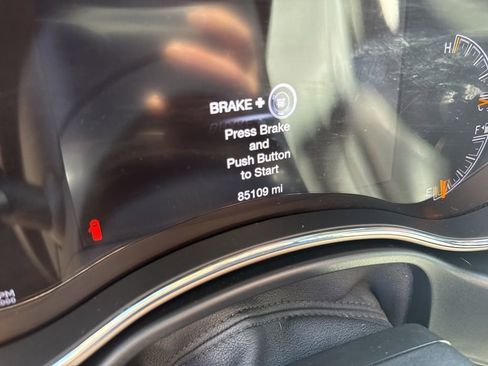 H
BRAKE +
Press Brake
and
Push Button
to Start
85109 mi
F
E